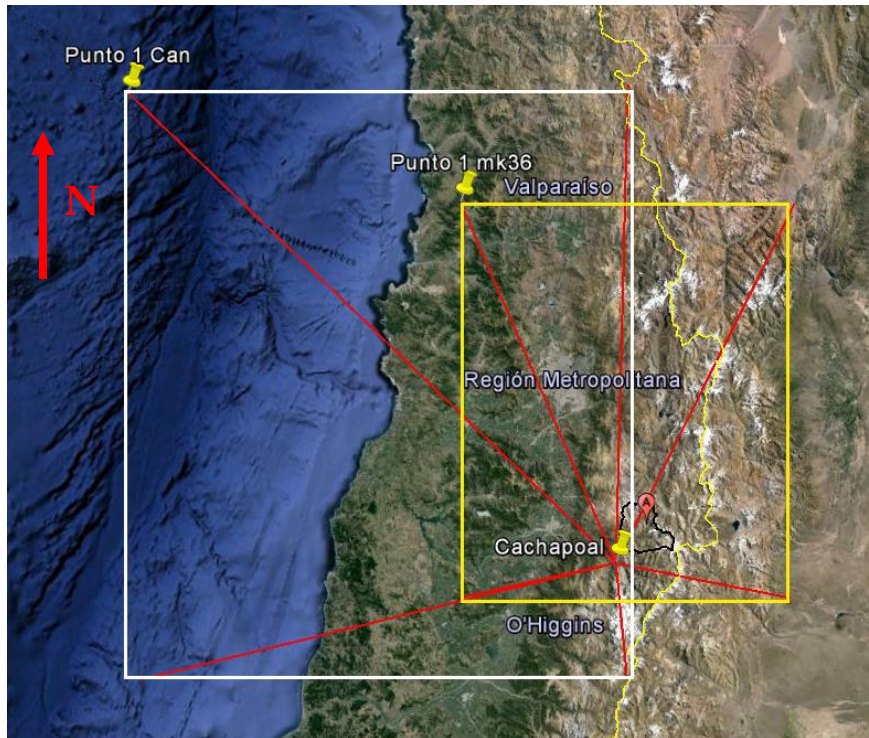 Punto 1 Can
Punto 1 mk36
Valparaíso
N
Región Metropolitana
A
Cachapoal
O'Higgins